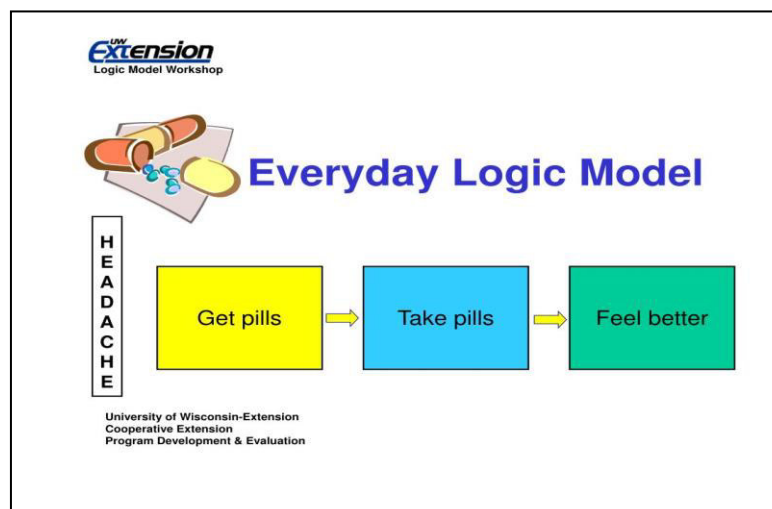 UW
Extension
Logic Model Workshop
Everyday Logic Model
HEADACHE
Get pills
Take pills
Feel better
University of Wisconsin-Extension
Cooperative Extension
Program Development & Evaluation